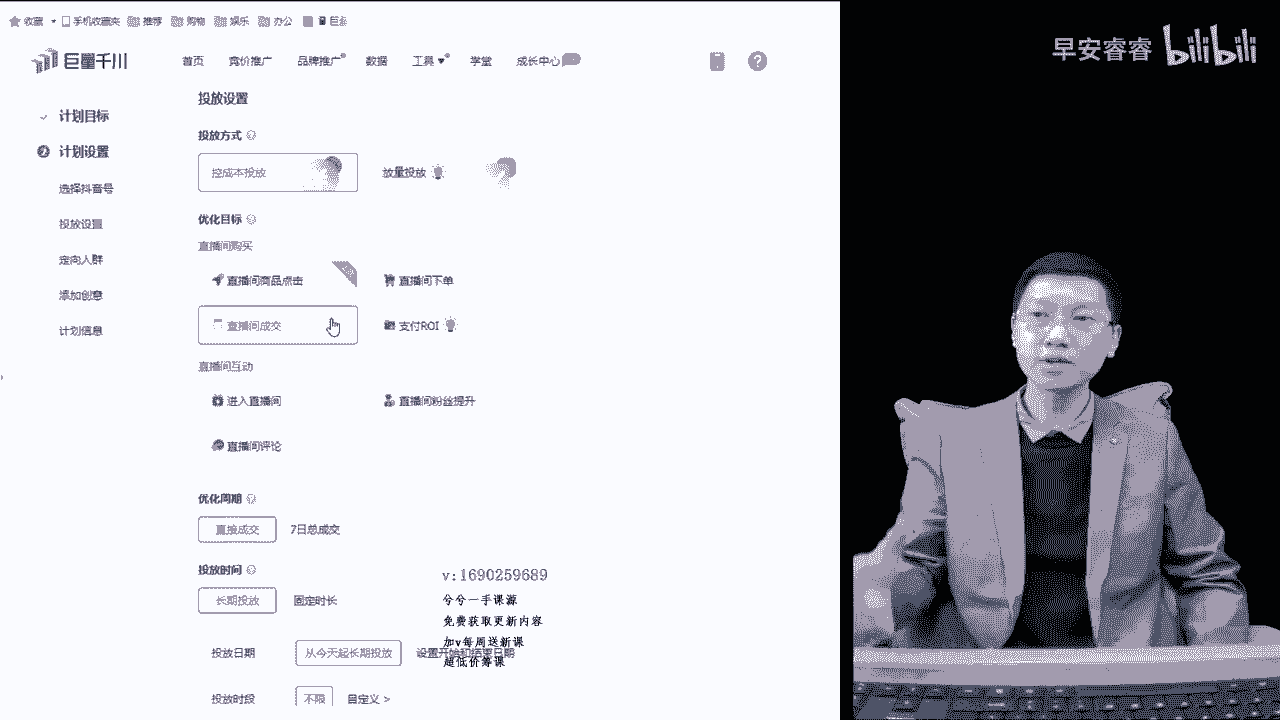 收藏 手机收藏夹 推荐 购物 娱乐 办公
早安睿睿 bilibili
巨量千川 首页 竞价推广 品牌推广 数据 工具 学堂 成长中心
投放设置
计划目标
投放方式
计划设置
控成本投放 放量投放
选择抖音号
投放设置
优化目标
直播间购买
定向人群
直播间商品点击 直播间下单
添加创意
直播间成交 支付ROI
计划信息
直播间互动
进入直播间 直播间粉丝提升
直播间评论
优化周期
直接成交 7日总成交
投放时间
v:1690259689
长期投放 固定时长
兮兮一手课源
免费获取更新内容
加v每周送新课
投放日期 从今天起长期投放 设置开始和结束日期
超低价筹课
投放时段 不限 自定义 >